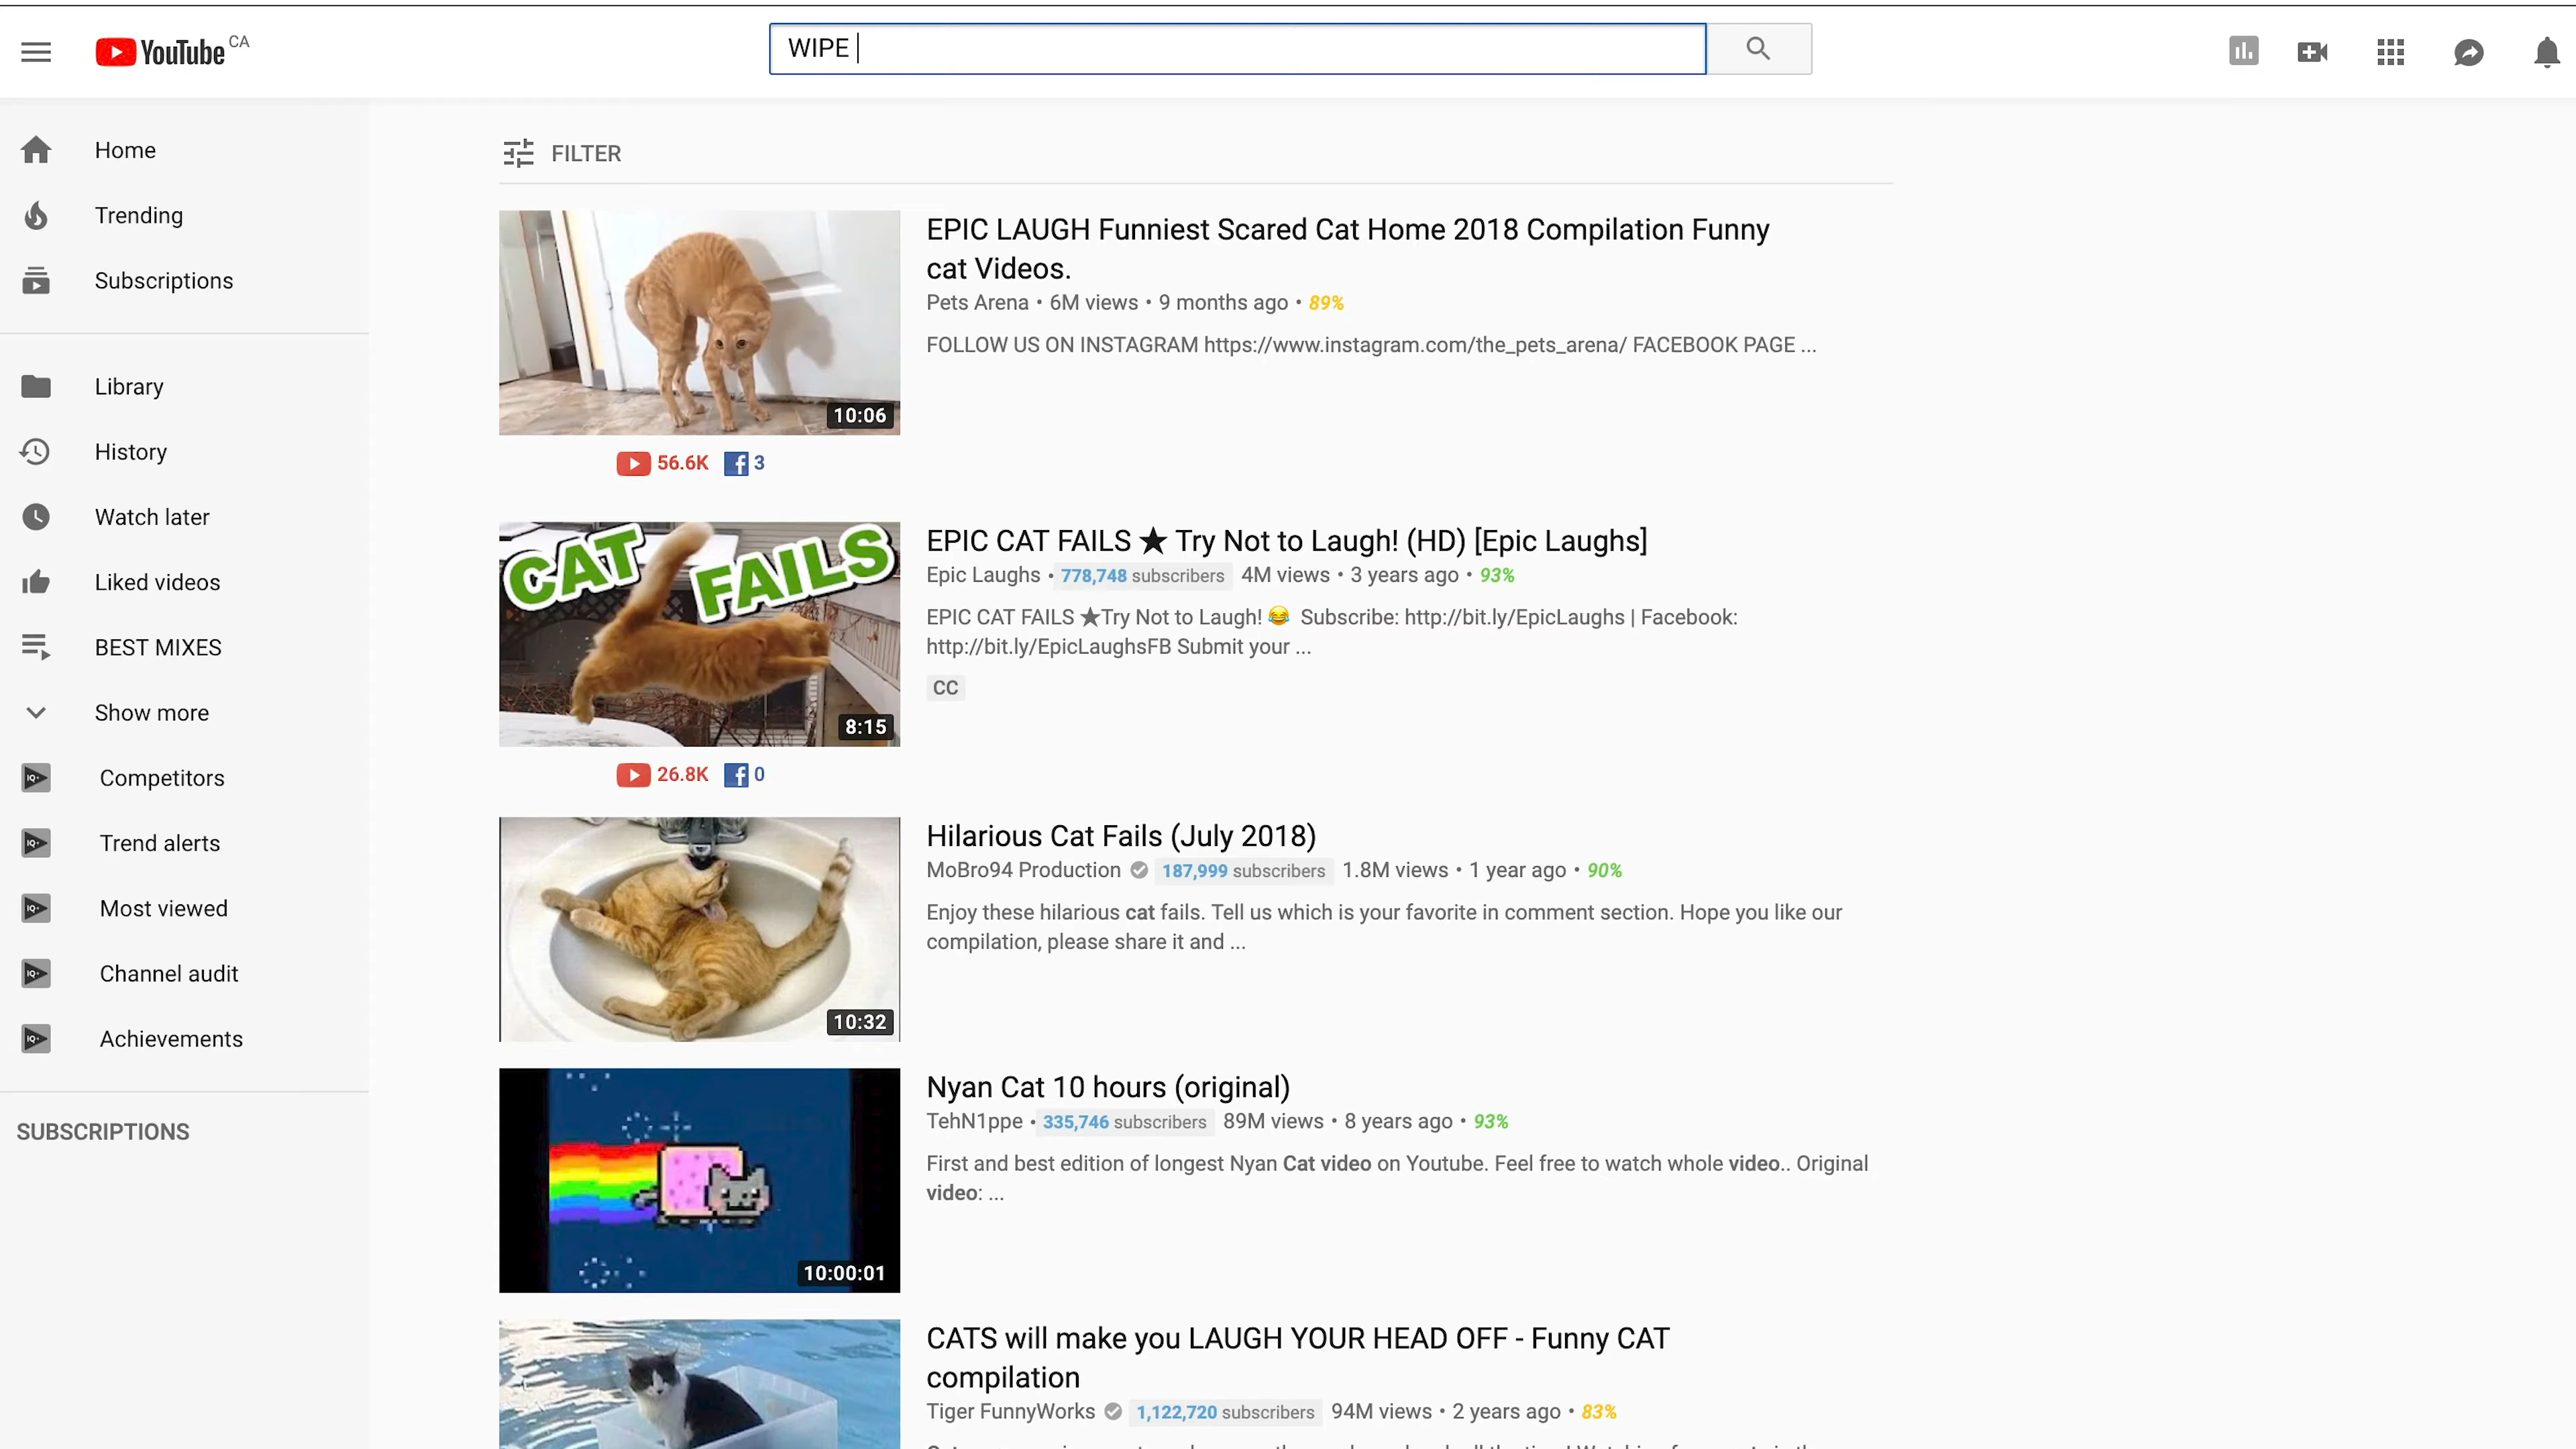 YouTube CA
WIPE
Home
Trending
Subscriptions
Library
History
Watch later
Liked videos
BEST MIXES
Show more
Competitors
Trend alerts
Most viewed
Channel audit
Achievements
SUBSCRIPTIONS
FILTER
10:06
56.6K 3
EPIC LAUGH Funniest Scared Cat Home 2018 Compilation Funny
cat Videos.
Pets Arena • 6M views • 9 months ago • 89%
FOLLOW US ON INSTAGRAM https://www.instagram.com/the_pets_arena/ FACEBOOK PAGE ...
CAT FAILS
8:15
26.8K 0
EPIC CAT FAILS ★ Try Not to Laugh! (HD) [Epic Laughs]
Epic Laughs • 778,748 subscribers 4M views • 3 years ago • 93%
EPIC CAT FAILS ★Try Not to Laugh! 😂 Subscribe: http://bit.ly/EpicLaughs | Facebook:
http://bit.ly/EpicLaughsFB Submit your ...
CC
10:32
Hilarious Cat Fails (July 2018)
MoBro94 Production 187,999 subscribers 1.8M views • 1 year ago • 90%
Enjoy these hilarious cat fails. Tell us which is your favorite in comment section. Hope you like our
compilation, please share it and ...
10:00:01
Nyan Cat 10 hours (original)
TehN1ppe • 335,746 subscribers 89M views • 8 years ago • 93%
First and best edition of longest Nyan Cat video on Youtube. Feel free to watch whole video.. Original
video: ...
CATS will make you LAUGH YOUR HEAD OFF - Funny CAT
compilation
Tiger FunnyWorks 1,122,720 subscribers 94M views • 2 years ago • 83%